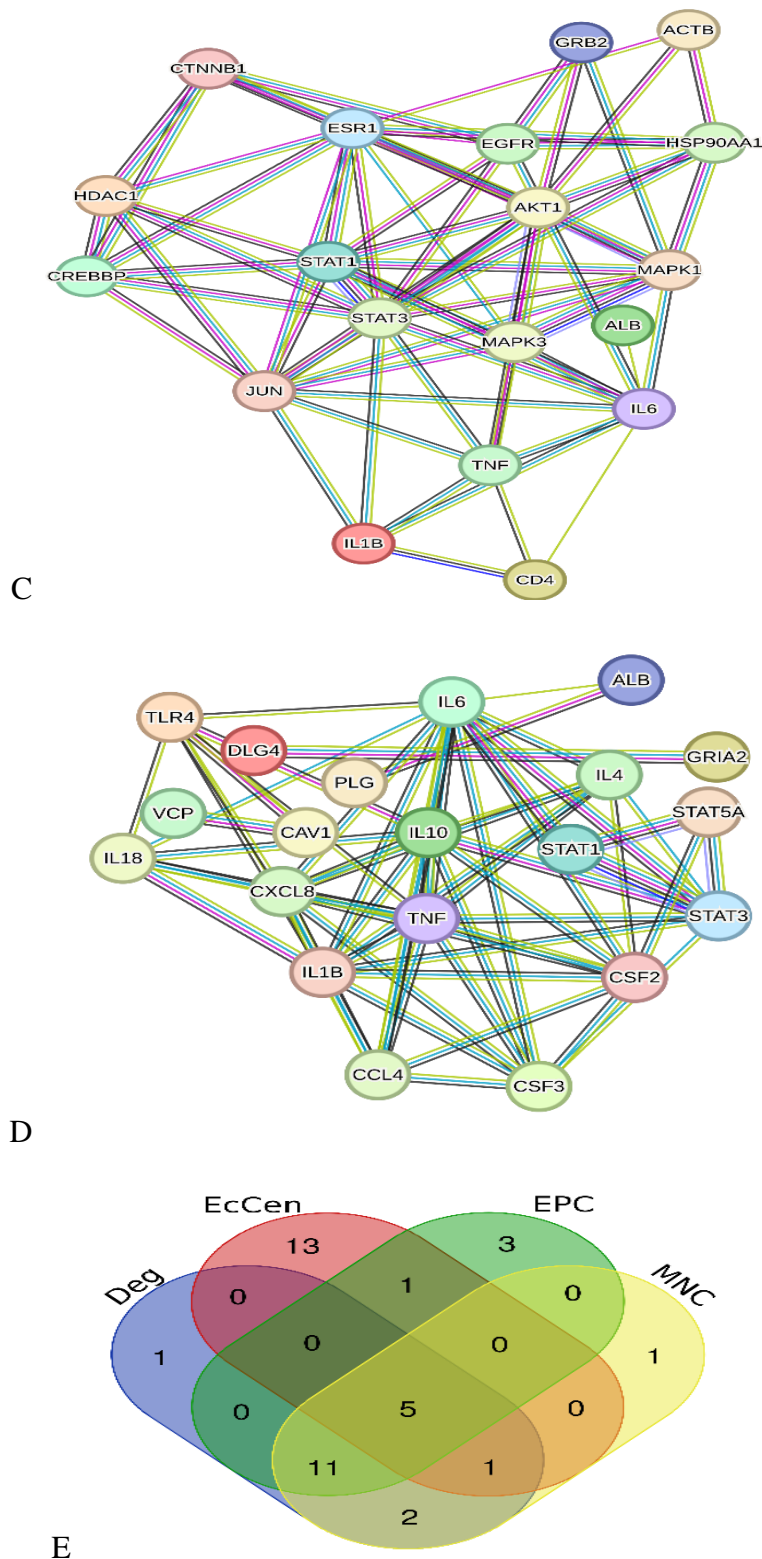 GRB2
ACTB
CTNNB1
ESR1
EGFR
HSP90AA1
HDAC1
AKT1
CREBBP
STAT1
MAPK1
STAT3
ALB
MAPK3
JUN
IL6
TNF
IL1B
CD4
C
ALB
IL6
TLR4
DLG4
GRIA2
PLG
IL4
VCP
STAT5A
CAV1
IL10
STAT1
IL18
CXCL8
TNF
STAT3
IL1B
CSF2
CCL4
CSF3
D
EcCen
EPC
Deg
MNC
13
3
0
1
0
1
0
0
1
0
5
0
11
1
2
E